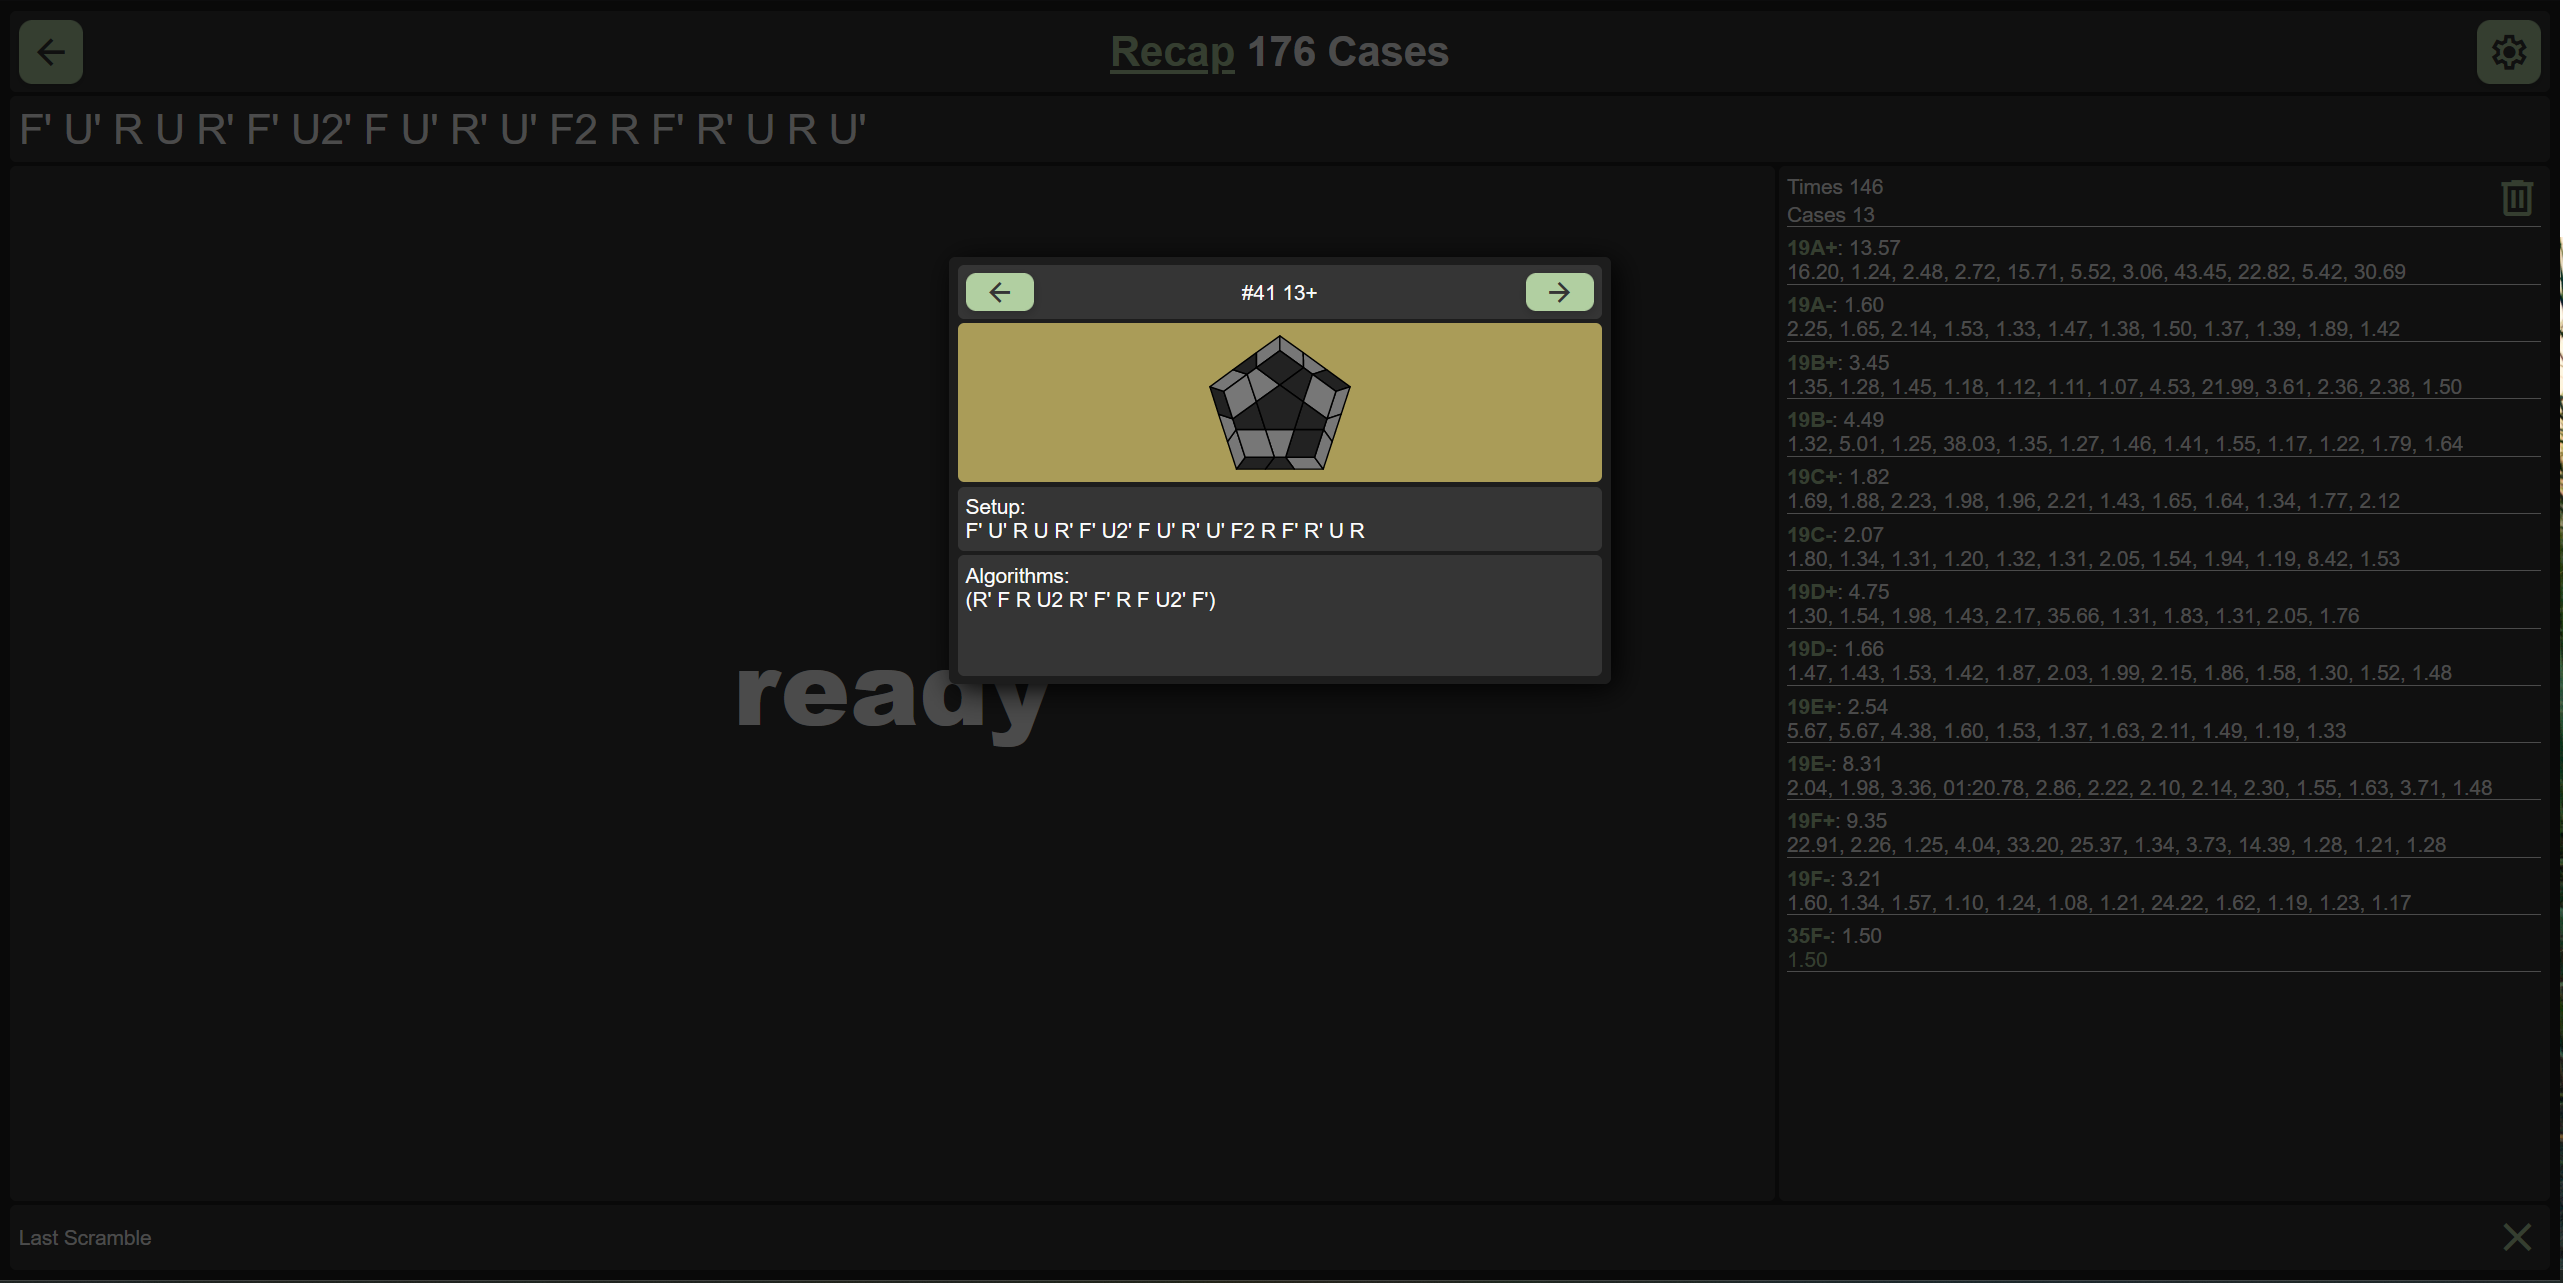 Recap 176 Cases
F' U' R U R' F' U2' F U' R' U' F2 R F' R' U R U'
Times 146
Cases 13
19A+: 13.57
16.20, 1.24, 2.48, 2.72, 15.71, 5.52, 3.06, 43.45, 22.82, 5.42, 30.69
19A-: 1.60
2.25, 1.65, 2.14, 1.53, 1.33, 1.47, 1.38, 1.50, 1.37, 1.39, 1.89, 1.42
19B+: 3.45
1.35, 1.28, 1.45, 1.18, 1.12, 1.11, 1.07, 4.53, 21.99, 3.61, 2.36, 2.38, 1.50
19B-: 4.49
1.32, 5.01, 1.25, 38.03, 1.35, 1.27, 1.46, 1.41, 1.55, 1.17, 1.22, 1.79, 1.64
19C+: 1.82
1.69, 1.88, 2.23, 1.98, 1.96, 2.21, 1.43, 1.65, 1.64, 1.34, 1.77, 2.12
19C-: 2.07
1.80, 1.34, 1.31, 1.20, 1.32, 1.31, 2.05, 1.54, 1.94, 1.19, 8.42, 1.53
19D+: 4.75
1.30, 1.54, 1.98, 1.43, 2.17, 35.66, 1.31, 1.83, 1.31, 2.05, 1.76
19D-: 1.66
1.47, 1.43, 1.53, 1.42, 1.87, 2.03, 1.99, 2.15, 1.86, 1.58, 1.30, 1.52, 1.48
19E+: 2.54
5.67, 5.67, 4.38, 1.60, 1.53, 1.37, 1.63, 2.11, 1.49, 1.19, 1.33
19E-: 8.31
2.04, 1.98, 3.36, 01:20.78, 2.86, 2.22, 2.10, 2.14, 2.30, 1.55, 1.63, 3.71, 1.48
19F+: 9.35
22.91, 2.26, 1.25, 4.04, 33.20, 25.37, 1.34, 3.73, 14.39, 1.28, 1.21, 1.28
19F-: 3.21
1.60, 1.34, 1.57, 1.10, 1.24, 1.08, 1.21, 24.22, 1.62, 1.19, 1.23, 1.17
35F-: 1.50
1.50
#41 13+
Setup:
F' U' R U R' F' U2' F U' R' U' F2 R F' R' U R
Algorithms:
(R' F R U2 R' F' R F U2' F')
ready
Last Scramble